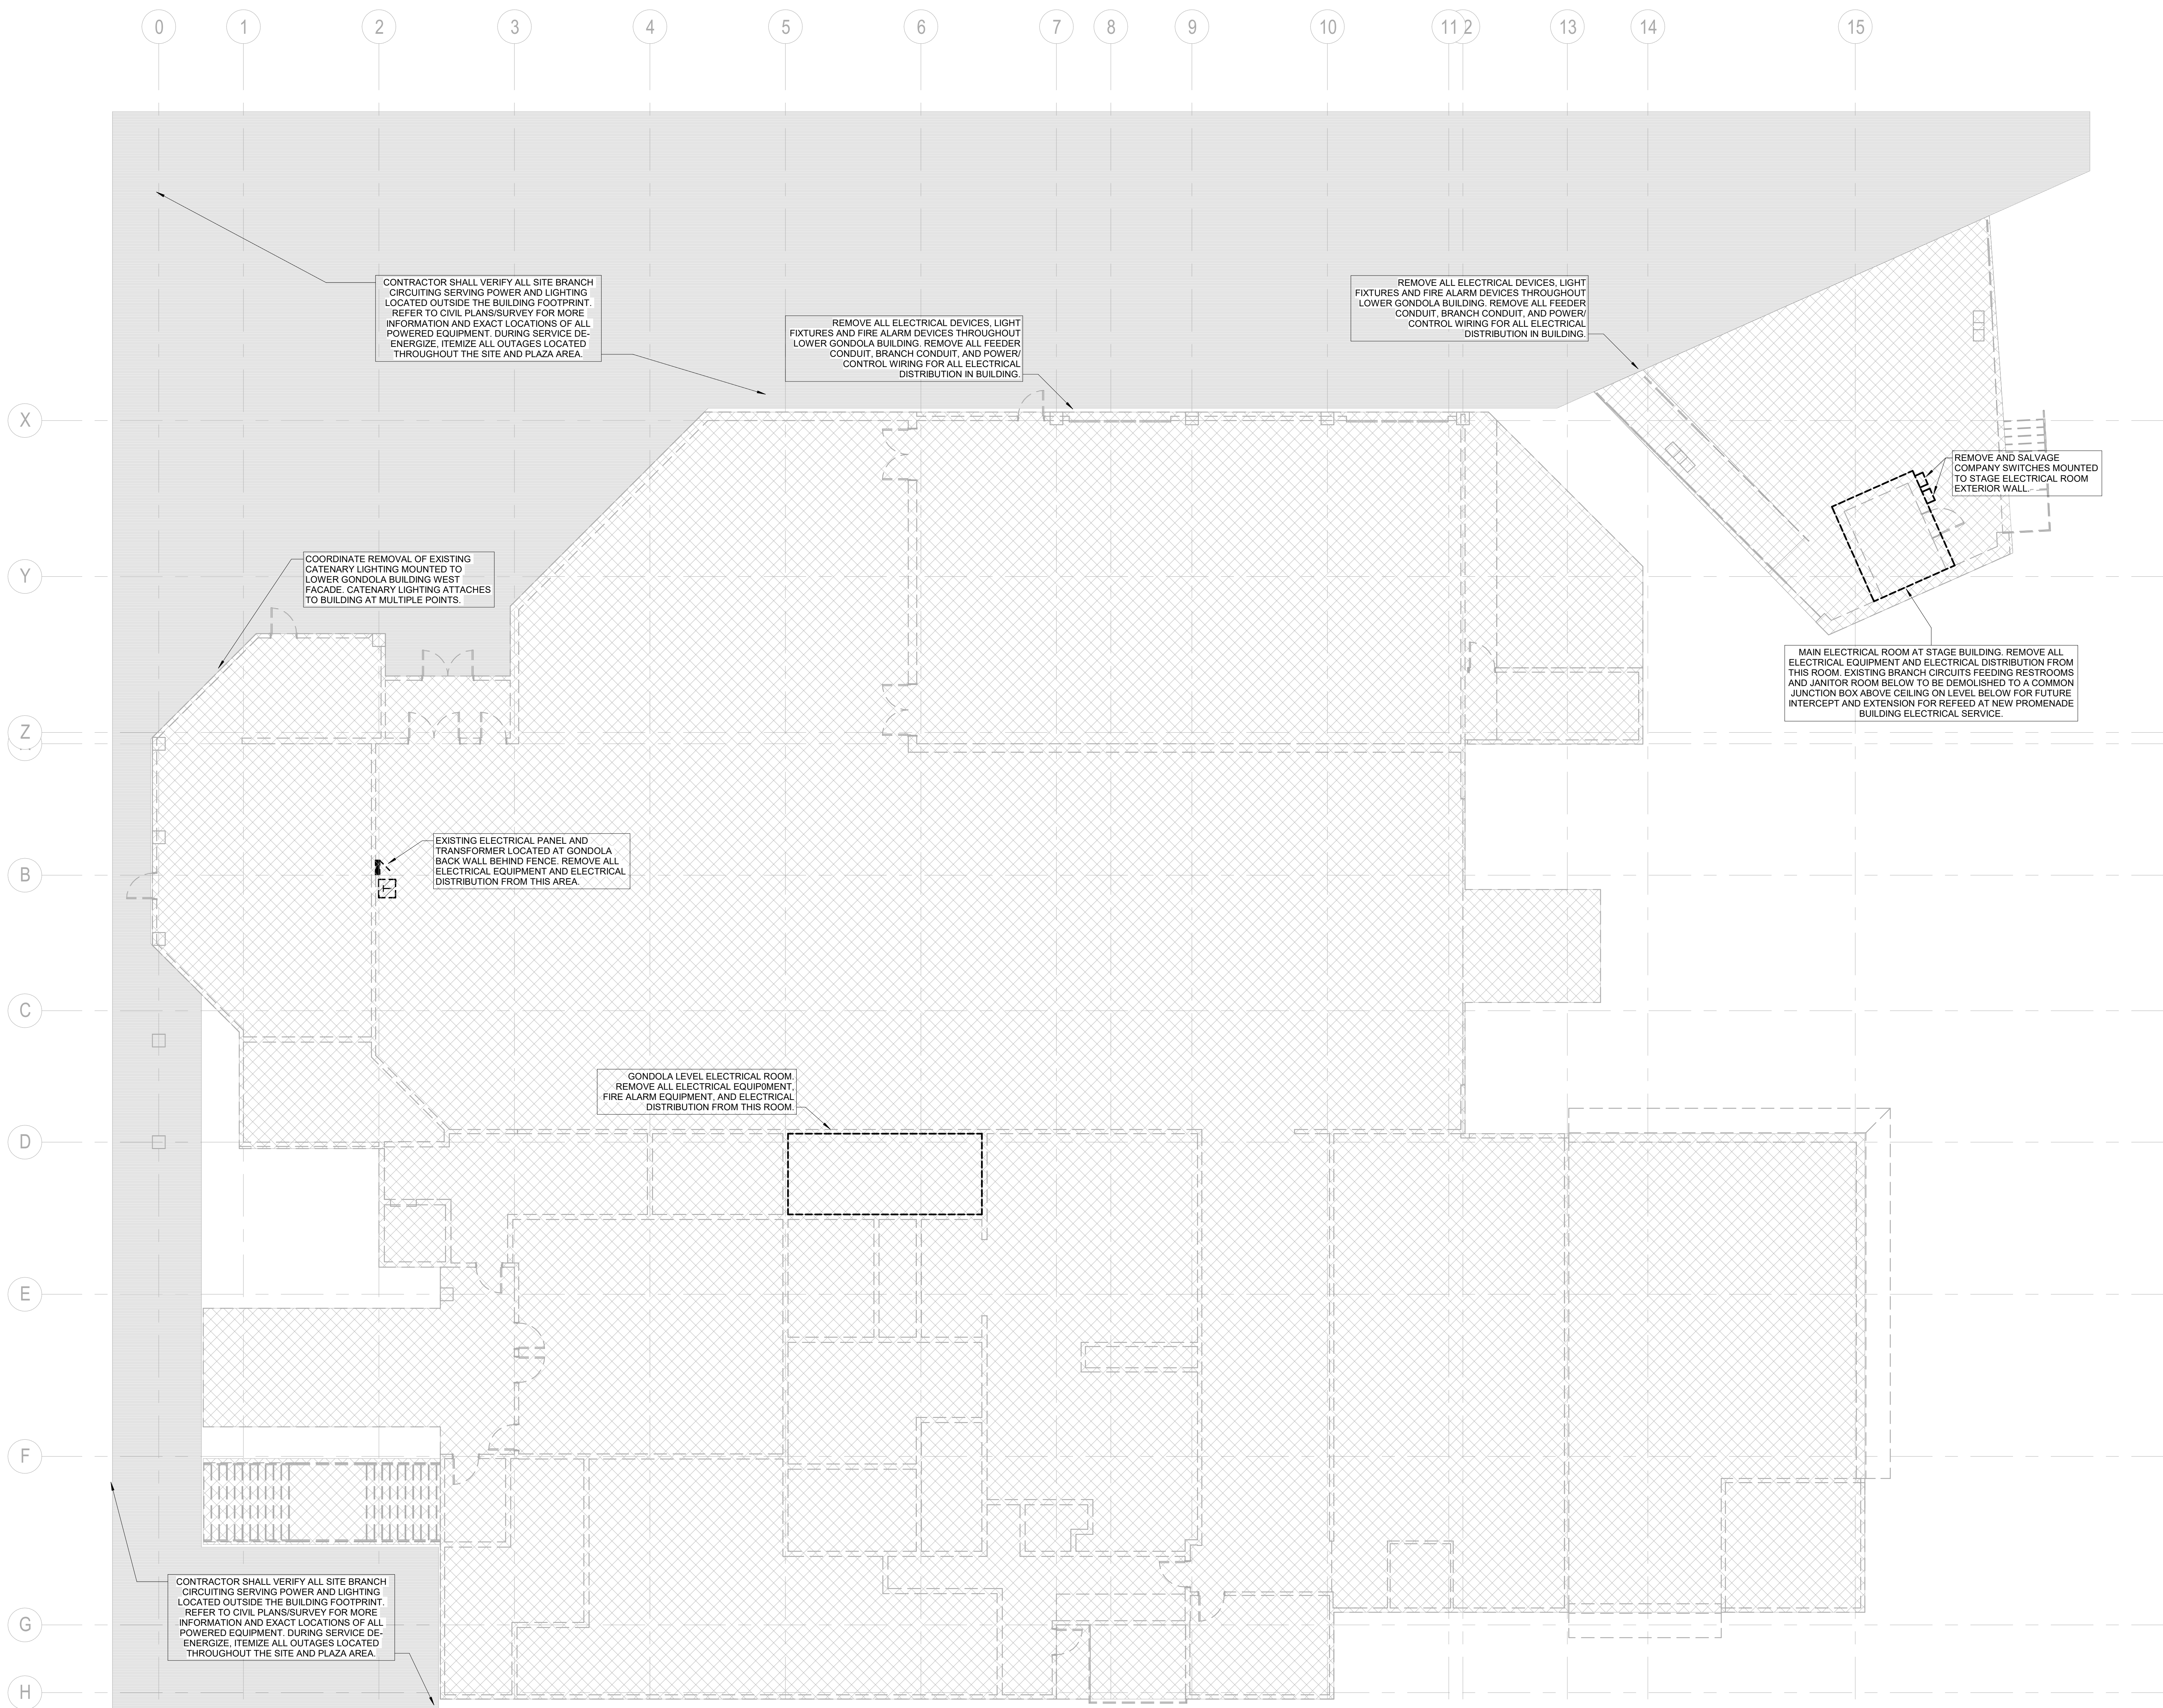 0 1 2 3 4 5 6 7 8 9 10 11 2 13 14 15
CONTRACTOR SHALL VERIFY ALL SITE BRANCH
CIRCUITING SERVING POWER AND LIGHTING
LOCATED OUTSIDE THE BUILDING FOOTPRINT.
REFER TO CIVIL PLANS/SURVEY FOR MORE
INFORMATION AND EXACT LOCATIONS OF ALL
POWERED EQUIPMENT. DURING SERVICE DE-
ENERGIZE, ITEMIZE ALL OUTAGES LOCATED
THROUGHOUT THE SITE AND PLAZA AREA.
REMOVE ALL ELECTRICAL DEVICES, LIGHT
FIXTURES AND FIRE ALARM DEVICES THROUGHOUT
LOWER GONDOLA BUILDING. REMOVE ALL FEEDER
CONDUIT, BRANCH CONDUIT, AND POWER/
CONTROL WIRING FOR ALL ELECTRICAL
DISTRIBUTION IN BUILDING.
REMOVE ALL ELECTRICAL DEVICES, LIGHT
FIXTURES AND FIRE ALARM DEVICES THROUGHOUT
LOWER GONDOLA BUILDING. REMOVE ALL FEEDER
CONDUIT, BRANCH CONDUIT, AND POWER/
CONTROL WIRING FOR ALL ELECTRICAL
DISTRIBUTION IN BUILDING.
X
REMOVE AND SALVAGE
COMPANY SWITCHES MOUNTED
TO STAGE ELECTRICAL ROOM
EXTERIOR WALL.
COORDINATE REMOVAL OF EXISTING
CATENARY LIGHTING MOUNTED TO
LOWER GONDOLA BUILDING WEST
FACADE. CATENARY LIGHTING ATTACHES
TO BUILDING AT MULTIPLE POINTS.
Y
MAIN ELECTRICAL ROOM AT STAGE BUILDING. REMOVE ALL
ELECTRICAL EQUIPMENT AND ELECTRICAL DISTRIBUTION FROM
THIS ROOM. EXISTING BRANCH CIRCUITS FEEDING RESTROOMS
AND JANITOR ROOM BELOW TO BE DEMOLISHED TO A COMMON
JUNCTION BOX ABOVE CEILING ON LEVEL BELOW FOR FUTURE
INTERCEPT AND EXTENSION FOR REFEED AT NEW PROMENADE
BUILDING ELECTRICAL SERVICE.
Z
EXISTING ELECTRICAL PANEL AND
TRANSFORMER LOCATED AT GONDOLA
BACK WALL BEHIND FENCE. REMOVE ALL
ELECTRICAL EQUIPMENT AND ELECTRICAL
DISTRIBUTION FROM THIS AREA.
B
C
GONDOLA LEVEL ELECTRICAL ROOM.
REMOVE ALL ELECTRICAL EQUIP0MENT,
FIRE ALARM EQUIPMENT, AND ELECTRICAL
DISTRIBUTION FROM THIS ROOM.
D
E
F
CONTRACTOR SHALL VERIFY ALL SITE BRANCH
CIRCUITING SERVING POWER AND LIGHTING
LOCATED OUTSIDE THE BUILDING FOOTPRINT.
REFER TO CIVIL PLANS/SURVEY FOR MORE
INFORMATION AND EXACT LOCATIONS OF ALL
POWERED EQUIPMENT. DURING SERVICE DE-
ENERGIZE, ITEMIZE ALL OUTAGES LOCATED
THROUGHOUT THE SITE AND PLAZA AREA.
G
H